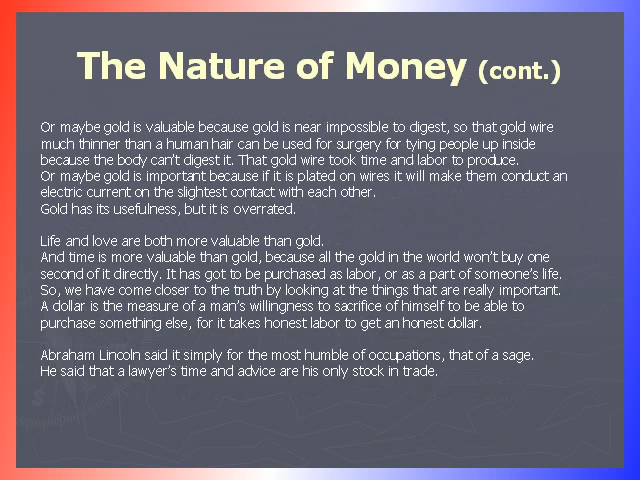 The Nature of Money (cont.)
Or maybe gold is valuable because gold is near impossible to digest, so that gold wire
much thinner than a human hair can be used for surgery for tying people up inside
because the body can't digest it. That gold wire took time and labor to produce.
Or maybe gold is important because if it is plated on wires it will make them conduct an
electric current on the slightest contact with each other.
Gold has its usefulness, but it is overrated.
Life and love are both more valuable than gold.
And time is more valuable than gold, because all the gold in the world won't buy one
second of it directly. It has got to be purchased as labor, or as a part of someone's life.
So, we have come closer to the truth by looking at the things that are really important.
A dollar is the measure of a man's willingness to sacrifice of himself to be able to
purchase something else, for it takes honest labor to get an honest dollar.
Abraham Lincoln said it simply for the most humble of occupations, that of a sage.
He said that a lawyer's time and advice are his only stock in trade.